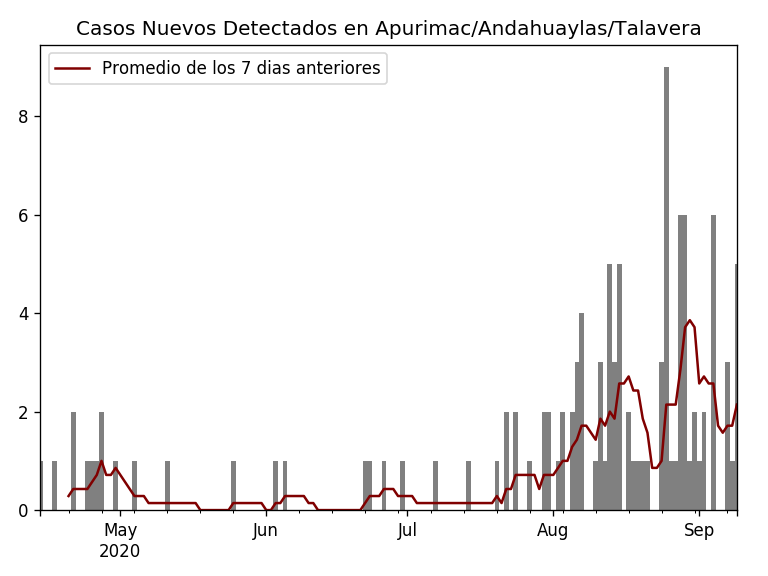 Casos Nuevos Detectados en Apurimac/Andahuaylas/Talavera
Promedio de los 7 dias anteriores
8
6
4
2
0
May
2020
Jun
Jul
Aug
Sep